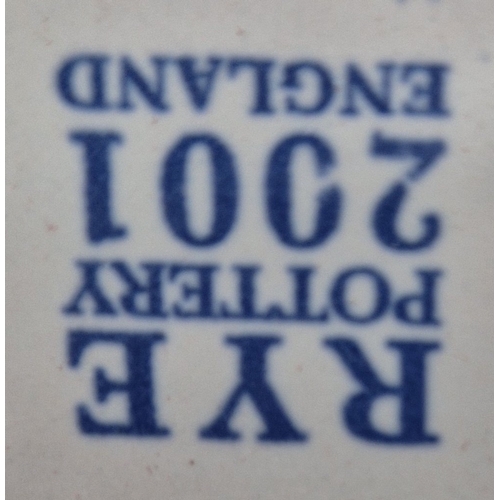 RYE
POTTERY
2001
ENGLAND